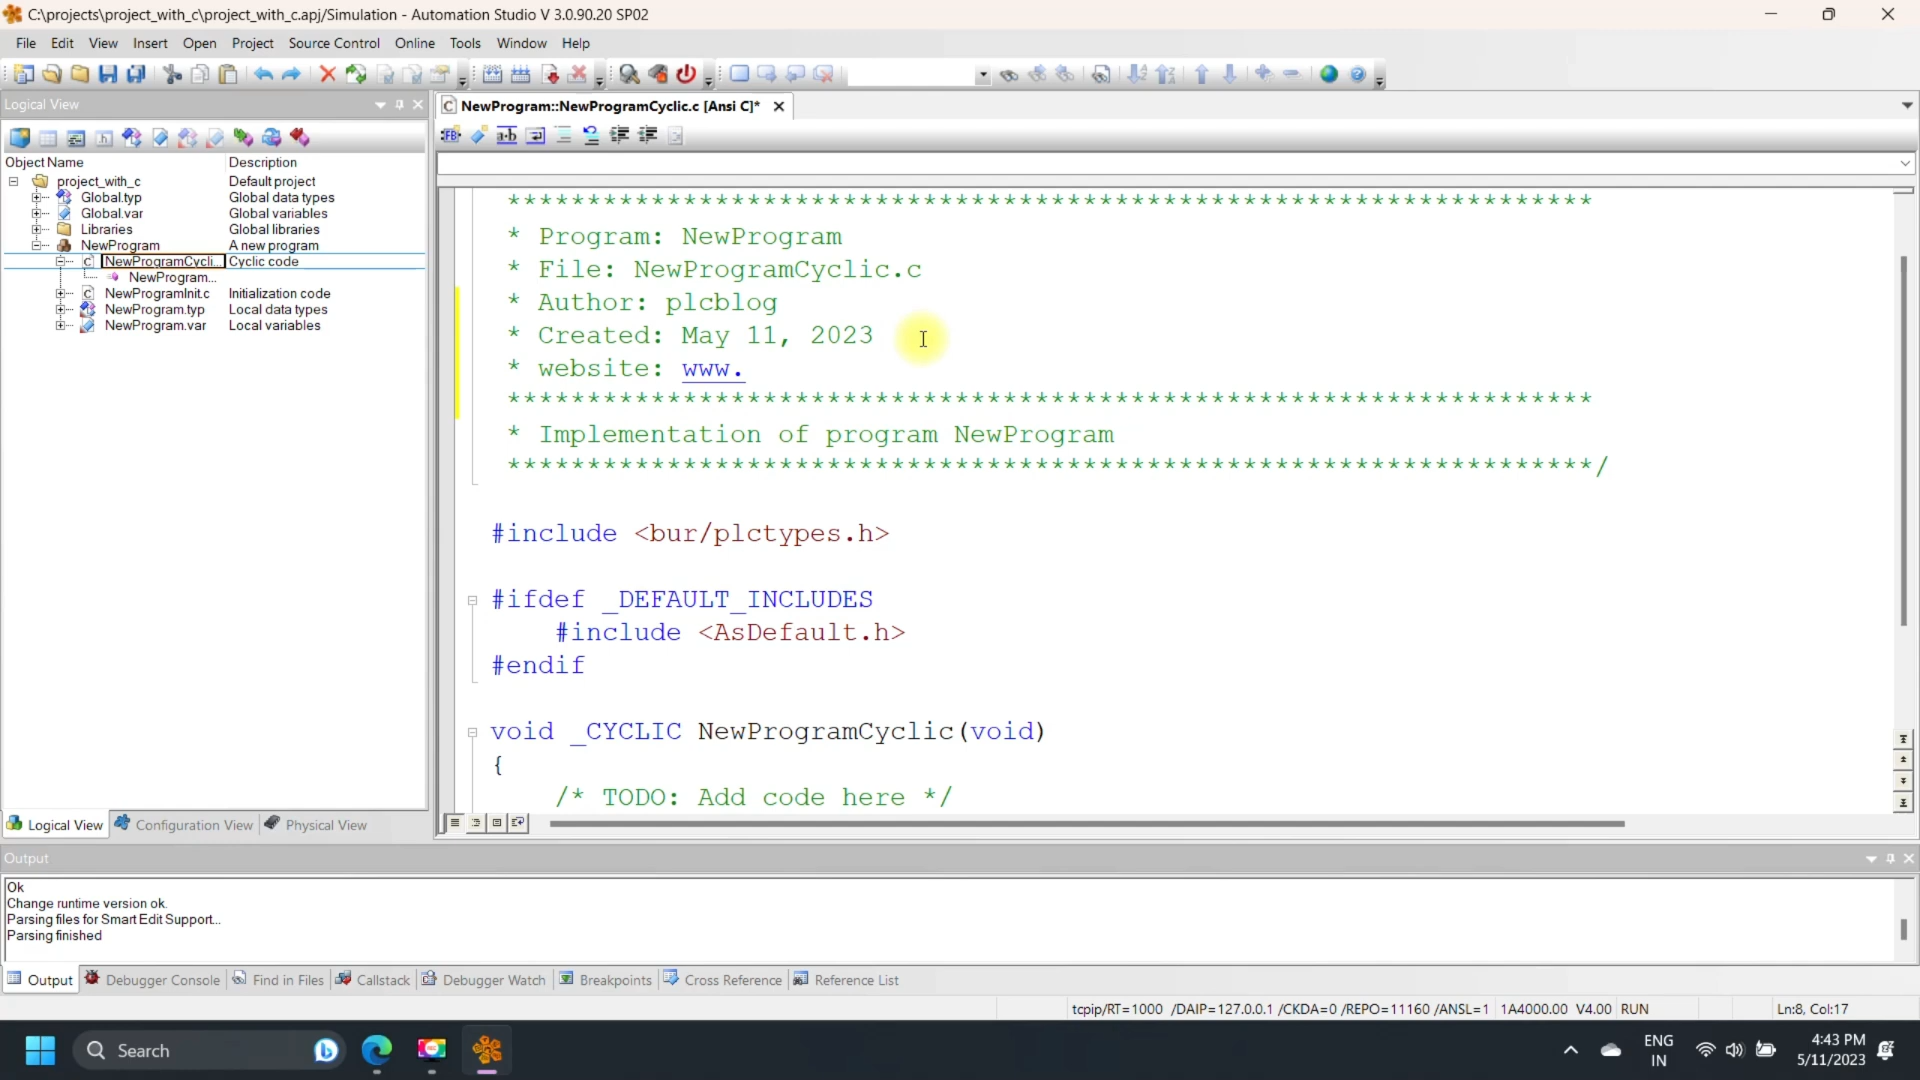 C:\projects\project_with_c\project_with_c.apj/Simulation - Automation Studio V 3.0.90.20 SP02
File Edit View Insert Open Project Source Control Online Tools Window Help
Logical View
NewProgram::NewProgramCyclic.c [Ansi C]*
Object Name Description
project_with_c Default project
Global.typ Global data types
Global.var Global variables
Libraries Global libraries
NewProgram A new program
NewProgramCycli... Cyclic code
NewProgram...
NewProgramInit.c Initialization code
NewProgram.typ Local data types
NewProgram.var Local variables
********************************************************************
* Program: NewProgram
* File: NewProgramCyclic.c
* Author: plcblog
* Created: May 11, 2023
* website: www.
********************************************************************
* Implementation of program NewProgram
********************************************************************/
#include <bur/plctypes.h>
#ifdef _DEFAULT_INCLUDES
#include <AsDefault.h>
#endif
void _CYCLIC NewProgramCyclic(void)
{
/* TODO: Add code here */
Logical View Configuration View Physical View
Output
Ok
Change runtime version ok.
Parsing files for Smart Edit Support...
Parsing finished
Output Debugger Console Find in Files Callstack Debugger Watch Breakpoints Cross Reference Reference List
tcpip/RT=1000 /DAIP=127.0.0.1 /CKDA=0 /REPO=11160 /ANSL=1 1A4000.00 V4.00 RUN Ln:8, Col:17
Search
ENG
IN
4:43 PM
5/11/2023